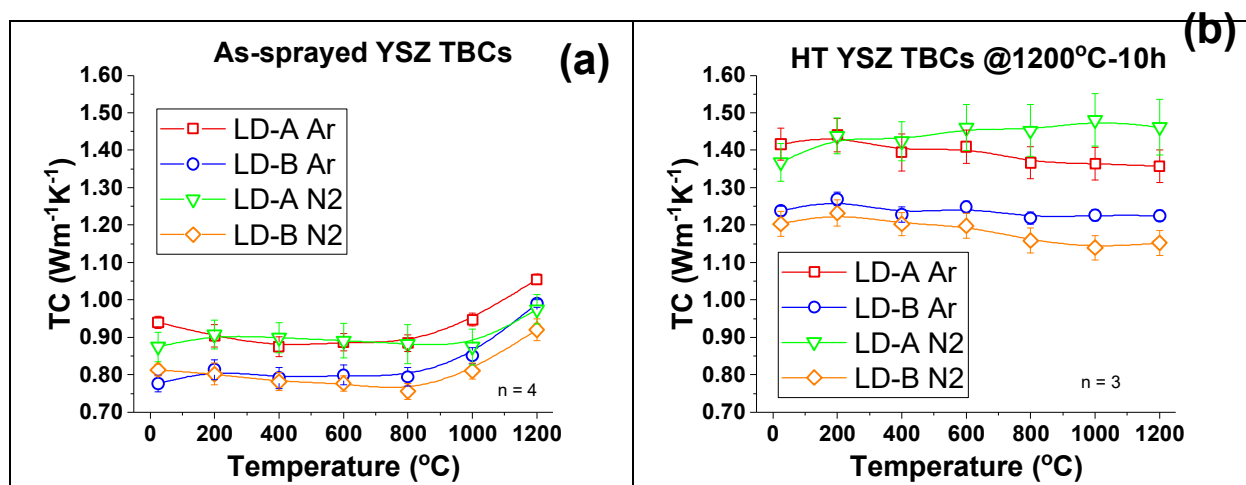 As-sprayed YSZ TBCs
(a)
1.60
1.50
1.40
1.30
1.20
1.10
1.00
0.90
0.80
0.70
TC (Wm⁻¹K⁻¹)
LD-A Ar
LD-B Ar
LD-A N2
LD-B N2
n = 4
0 200 400 600 800 1000 1200
Temperature (ºC)
(b)
HT YSZ TBCs @1200ºC-10h
1.60
1.50
1.40
1.30
1.20
1.10
1.00
0.90
0.80
0.70
TC (Wm⁻¹K⁻¹)
LD-A Ar
LD-B Ar
LD-A N2
LD-B N2
n = 3
0 200 400 600 800 1000 1200
Temperature (ºC)